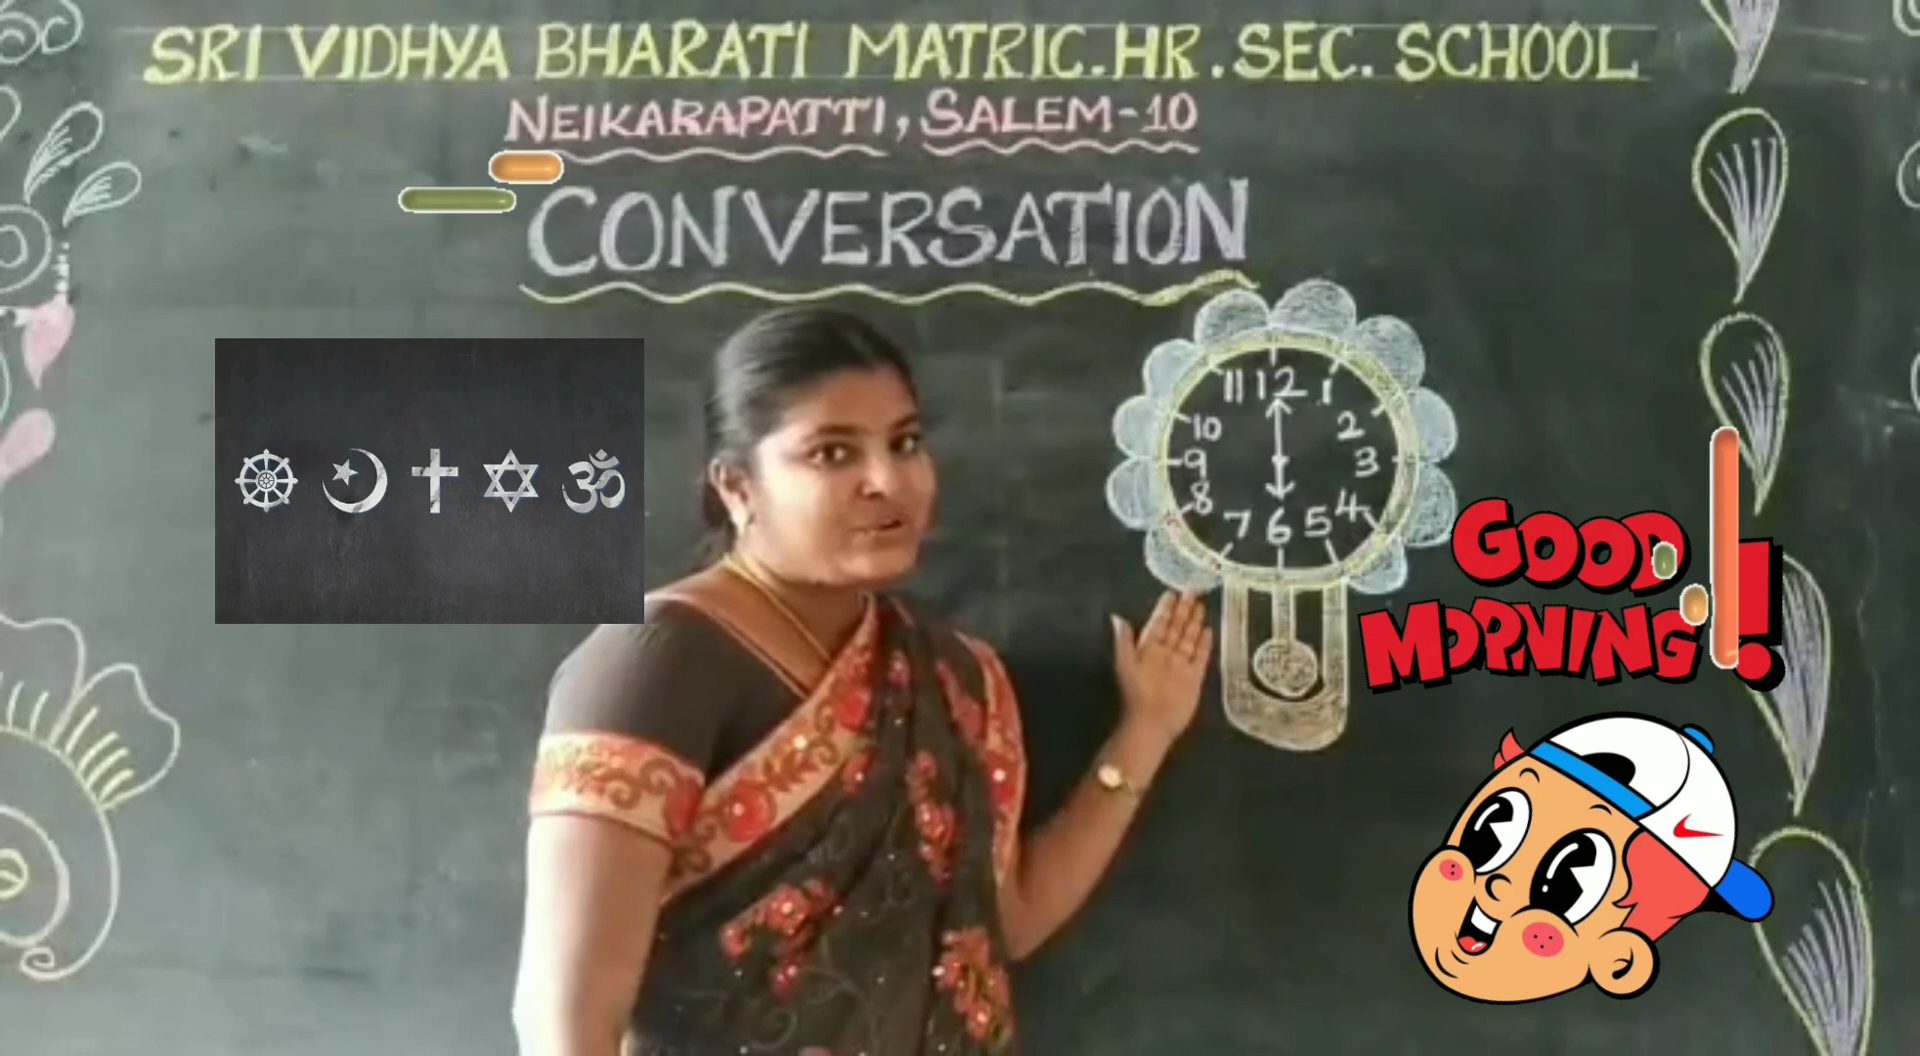 SRI VIDHYA BHARATI MATRIC.HR.SEC. SCHOOL
NEIKARAPATTI, SALEM-10
CONVERSATION
ॐ
11 12 1
10 2
9 3
8 4
7 6 5
GOOD
MORNING!